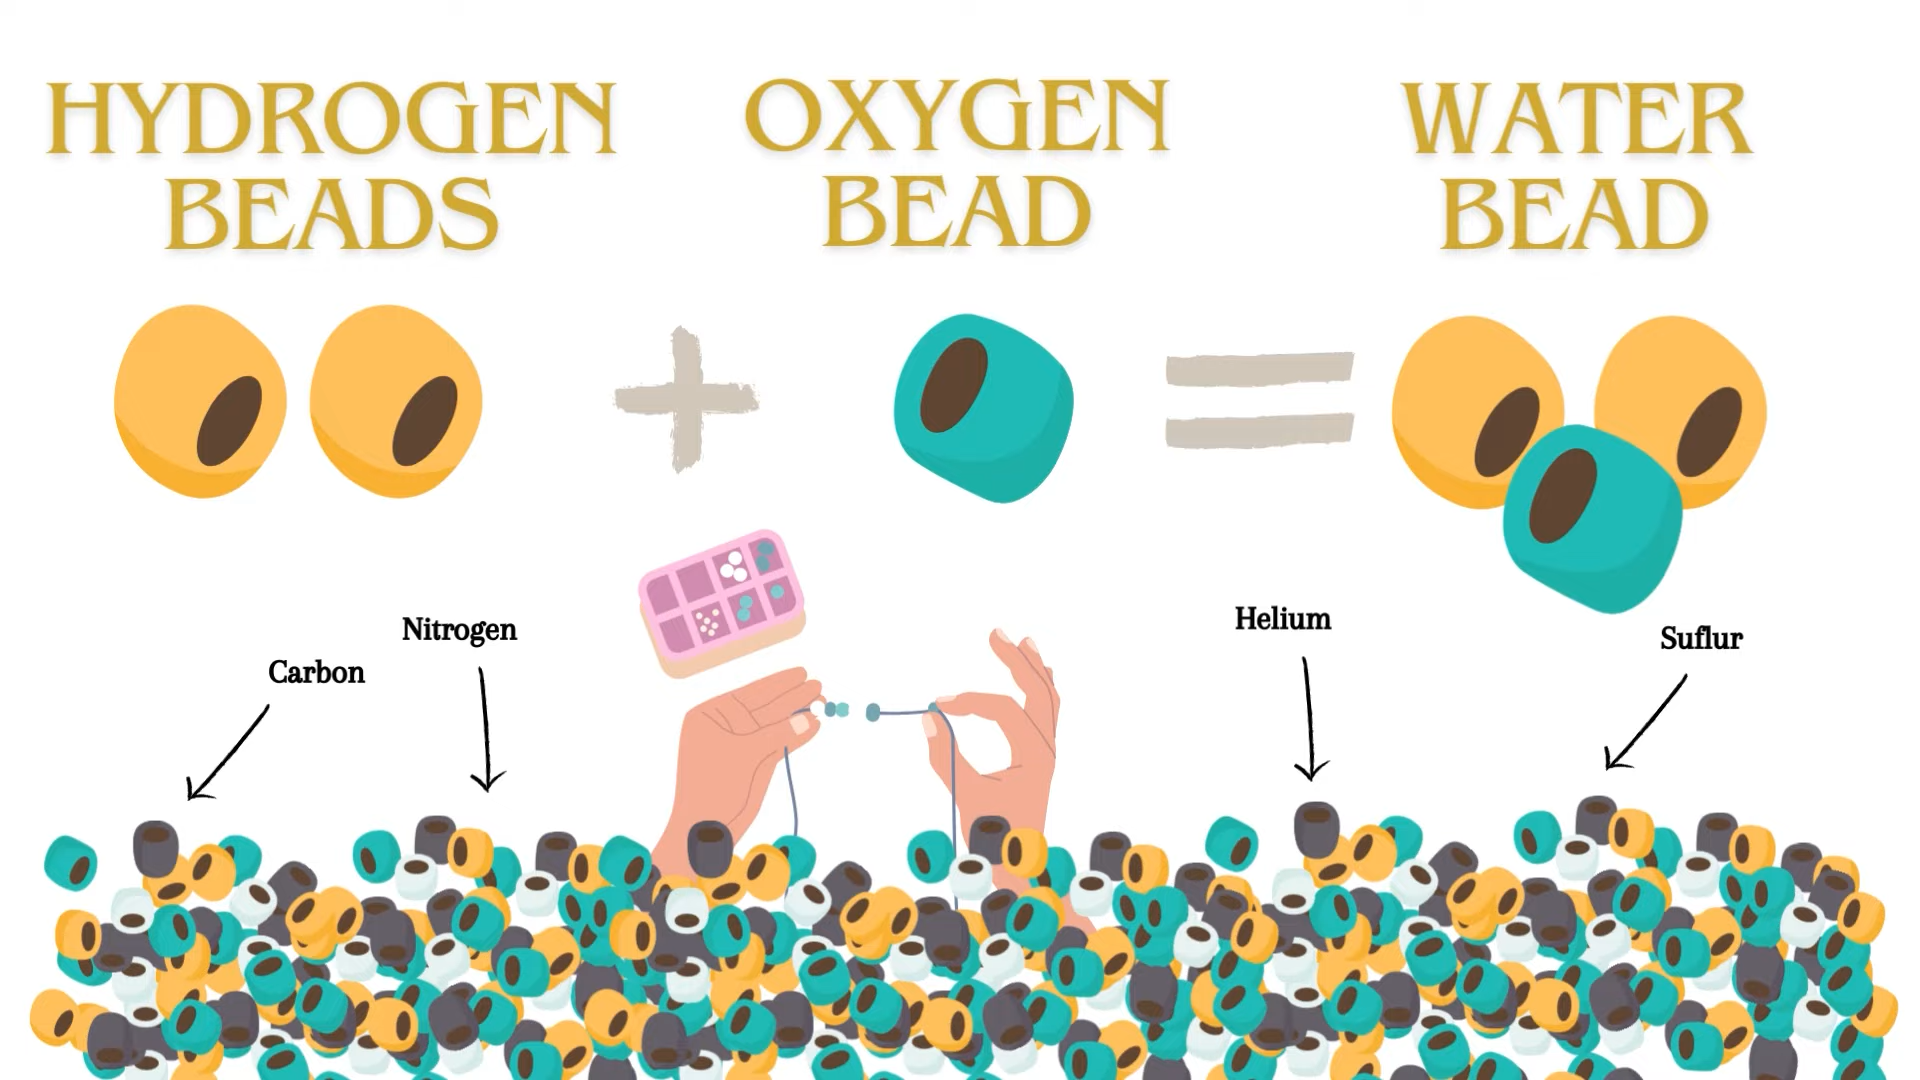 HYDROGEN
BEADS
OXYGEN
BEAD
WATER
BEAD
Carbon
Nitrogen
Helium
Suflur